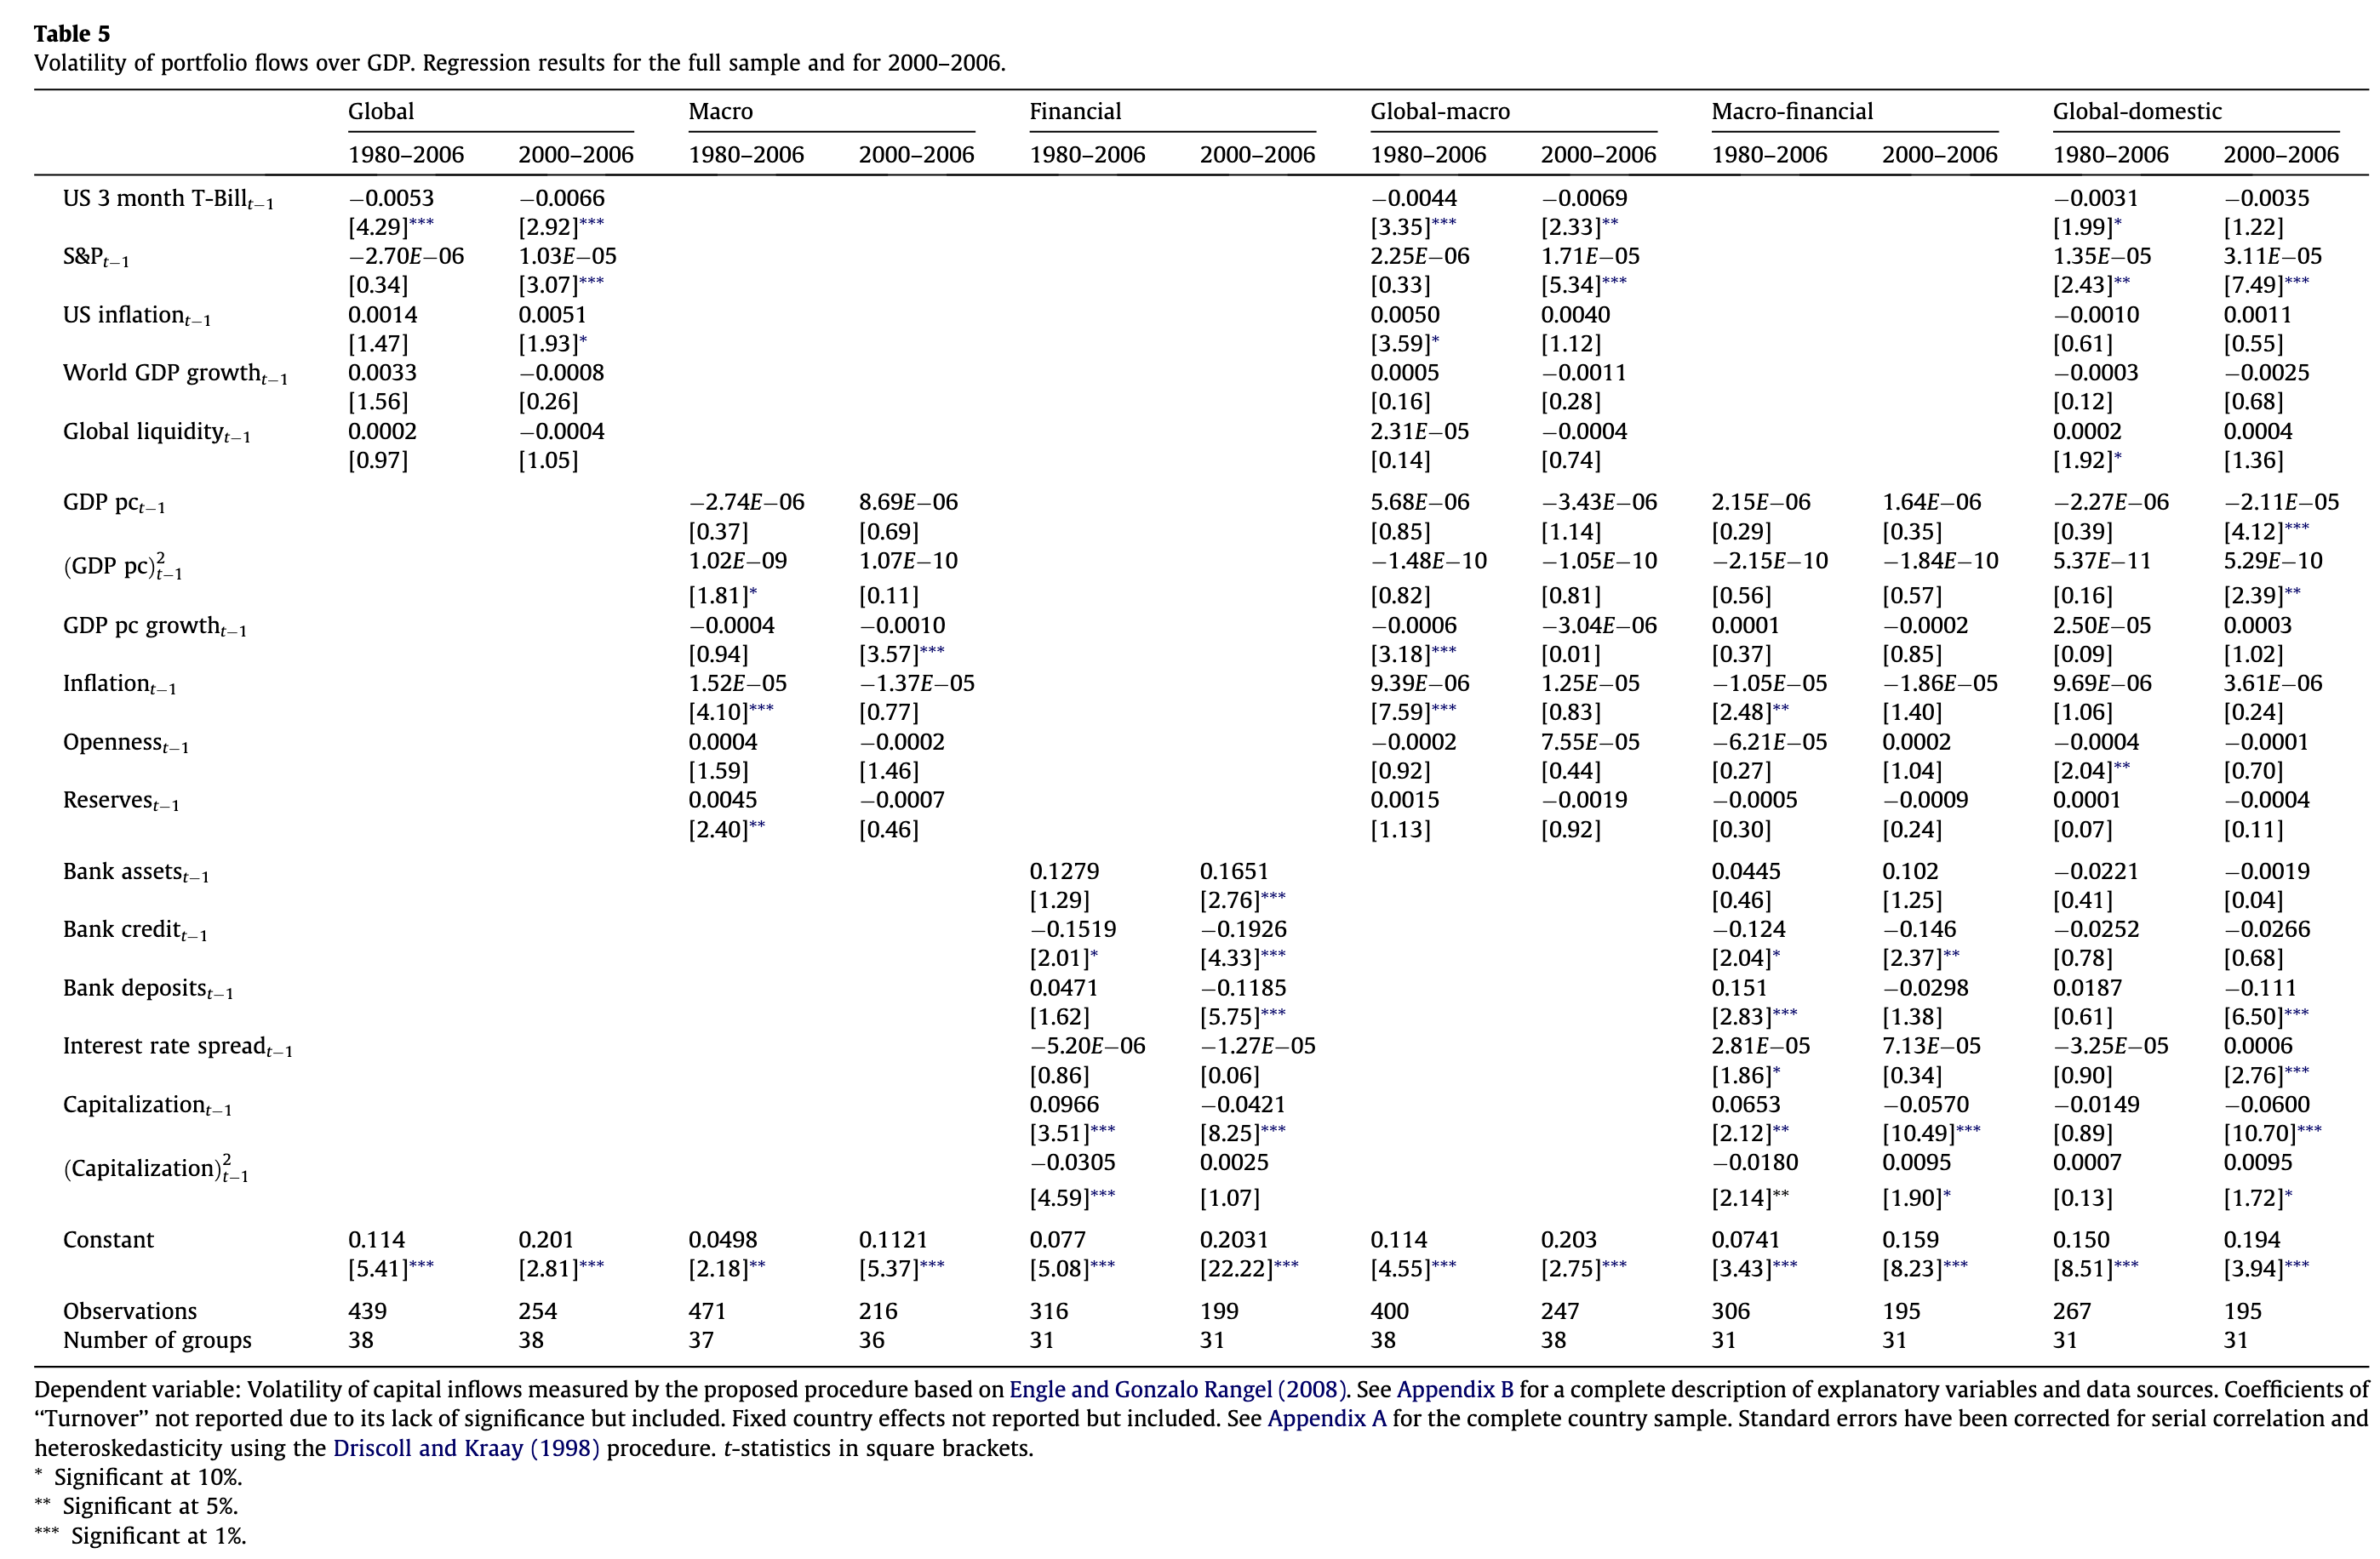 Table 5
Volatility of portfolio flows over GDP. Regression results for the full sample and for 2000–2006.
Global Macro Financial Global-macro Macro-financial Global-domestic
1980–2006 2000–2006 1980–2006 2000–2006 1980–2006 2000–2006 1980–2006 2000–2006 1980–2006 2000–2006 1980–2006 2000–2006
US 3 month T-Bill_{t−1} −0.0053 −0.0066 −0.0044 −0.0069 −0.0031 −0.0035
[4.29]*** [2.92]*** [3.35]*** [2.33]** [1.99]* [1.22]
S&P_{t−1} −2.70E−06 1.03E−05 2.25E−06 1.71E−05 1.35E−05 3.11E−05
[0.34] [3.07]*** [0.33] [5.34]*** [2.43]** [7.49]***
US inflation_{t−1} 0.0014 0.0051 0.0050 0.0040 −0.0010 0.0011
[1.47] [1.93]* [3.59]* [1.12] [0.61] [0.55]
World GDP growth_{t−1} 0.0033 −0.0008 0.0005 −0.0011 −0.0003 −0.0025
[1.56] [0.26] [0.16] [0.28] [0.12] [0.68]
Global liquidity_{t−1} 0.0002 −0.0004 2.31E−05 −0.0004 0.0002 0.0004
[0.97] [1.05] [0.14] [0.74] [1.92]* [1.36]
GDP pc_{t−1} −2.74E−06 8.69E−06 5.68E−06 −3.43E−06 2.15E−06 1.64E−06 −2.27E−06 −2.11E−05
[0.37] [0.69] [0.85] [1.14] [0.29] [0.35] [0.39] [4.12]***
(GDP pc)²_{t−1} 1.02E−09 1.07E−10 −1.48E−10 −1.05E−10 −2.15E−10 −1.84E−10 5.37E−11 5.29E−10
[1.81]* [0.11] [0.82] [0.81] [0.56] [0.57] [0.16] [2.39]**
GDP pc growth_{t−1} −0.0004 −0.0010 −0.0006 −3.04E−06 0.0001 −0.0002 2.50E−05 0.0003
[0.94] [3.57]*** [3.18]*** [0.01] [0.37] [0.85] [0.09] [1.02]
Inflation_{t−1} 1.52E−05 −1.37E−05 9.39E−06 1.25E−05 −1.05E−05 −1.86E−05 9.69E−06 3.61E−06
[4.10]*** [0.77] [7.59]*** [0.83] [2.48]** [1.40] [1.06] [0.24]
Openness_{t−1} 0.0004 −0.0002 −0.0002 7.55E−05 −6.21E−05 0.0002 −0.0004 −0.0001
[1.59] [1.46] [0.92] [0.44] [0.27] [1.04] [2.04]** [0.70]
Reserves_{t−1} 0.0045 −0.0007 0.0015 −0.0019 −0.0005 −0.0009 0.0001 −0.0004
[2.40]** [0.46] [1.13] [0.92] [0.30] [0.24] [0.07] [0.11]
Bank assets_{t−1} 0.1279 0.1651 0.0445 0.102 −0.0221 −0.0019
[1.29] [2.76]*** [0.46] [1.25] [0.41] [0.04]
Bank credit_{t−1} −0.1519 −0.1926 −0.124 −0.146 −0.0252 −0.0266
[2.01]* [4.33]*** [2.04]* [2.37]** [0.78] [0.68]
Bank deposits_{t−1} 0.0471 −0.1185 0.151 −0.0298 0.0187 −0.111
[1.62] [5.75]*** [2.83]*** [1.38] [0.61] [6.50]***
Interest rate spread_{t−1} −5.20E−06 −1.27E−05 2.81E−05 7.13E−05 −3.25E−05 0.0006
[0.86] [0.06] [1.86]* [0.34] [0.90] [2.76]***
Capitalization_{t−1} 0.0966 −0.0421 0.0653 −0.0570 −0.0149 −0.0600
[3.51]*** [8.25]*** [2.12]** [10.49]*** [0.89] [10.70]***
(Capitalization)²_{t−1} −0.0305 0.0025 −0.0180 0.0095 0.0007 0.0095
[4.59]*** [1.07] [2.14]** [1.90]* [0.13] [1.72]*
Constant 0.114 0.201 0.0498 0.1121 0.077 0.2031 0.114 0.203 0.0741 0.159 0.150 0.194
[5.41]*** [2.81]*** [2.18]** [5.37]*** [5.08]*** [22.22]*** [4.55]*** [2.75]*** [3.43]*** [8.23]*** [8.51]*** [3.94]***
Observations 439 254 471 216 316 199 400 247 306 195 267 195
Number of groups 38 38 37 36 31 31 38 38 31 31 31 31
Dependent variable: Volatility of capital inflows measured by the proposed procedure based on Engle and Gonzalo Rangel (2008). See Appendix B for a complete description of explanatory variables and data sources. Coefficients of
“Turnover” not reported due to its lack of significance but included. Fixed country effects not reported but included. See Appendix A for the complete country sample. Standard errors have been corrected for serial correlation and
heteroskedasticity using the Driscoll and Kraay (1998) procedure. t-statistics in square brackets.
* Significant at 10%.
** Significant at 5%.
*** Significant at 1%.